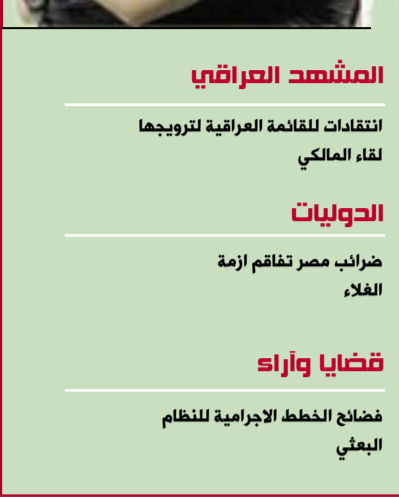 المشهد العراقي
انتقادات للقائمة العراقية لترويجها
لقاء المالكي
الدوليات
ضرائب مصر تفاقم ازمة
الغلاء
قضايا وآراء
فضائح الخطط الاجرامية للنظام
البعثي